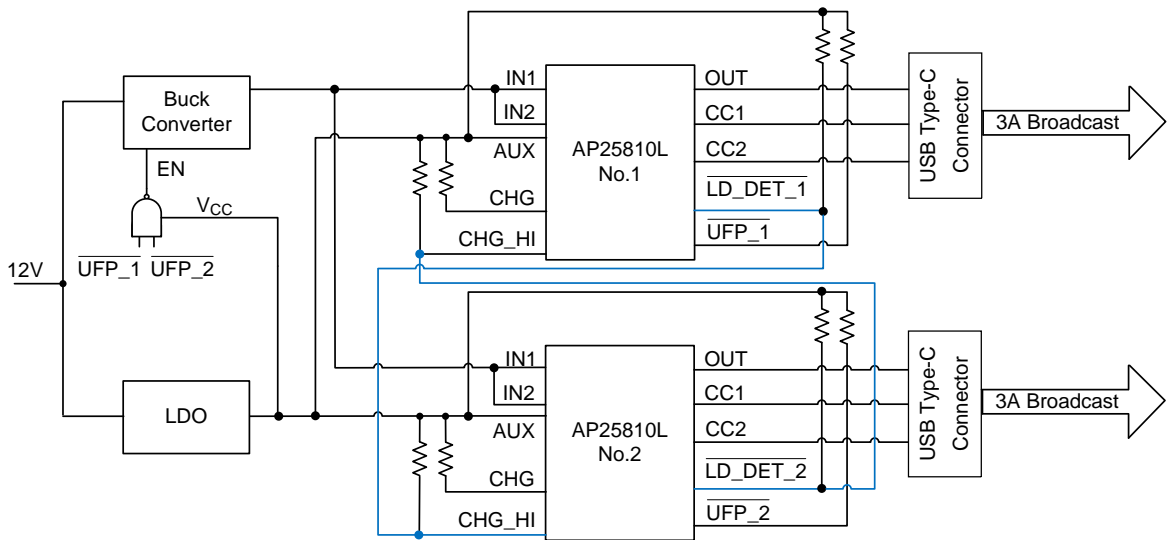 12V
Buck
Converter
EN
VCC
UFP_1 UFP_2
LDO
IN1
IN2
AUX
CHG
CHG_HI
AP25810L
No.1
OUT
CC1
CC2
LD_DET_1
UFP_1
USB Type-C
Connector
3A Broadcast
IN1
IN2
AUX
CHG
CHG_HI
AP25810L
No.2
OUT
CC1
CC2
LD_DET_2
UFP_2
USB Type-C
Connector
3A Broadcast